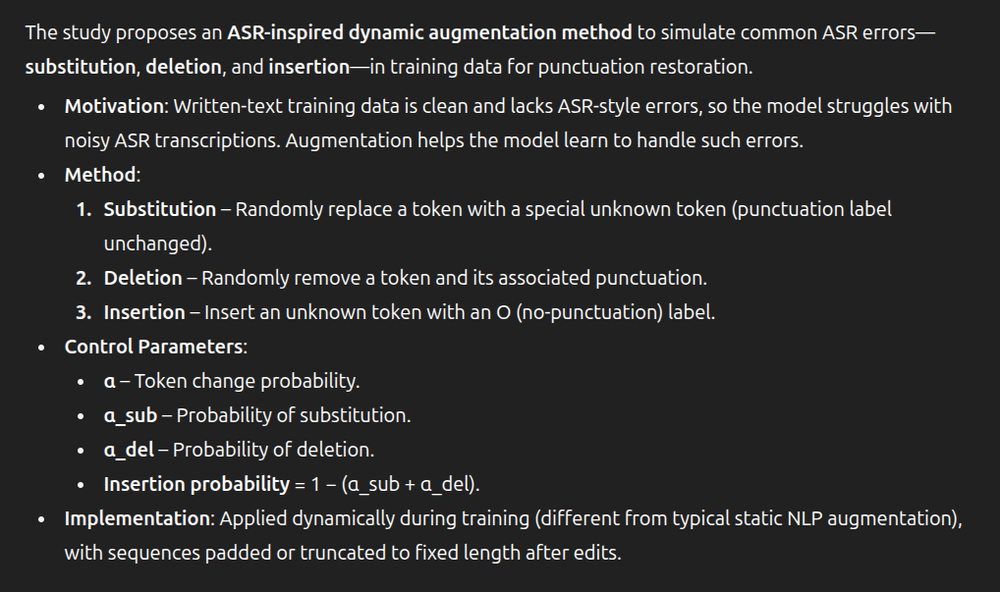 The study proposes an ASR-inspired dynamic augmentation method to simulate common ASR errors—
substitution, deletion, and insertion—in training data for punctuation restoration.
• Motivation: Written-text training data is clean and lacks ASR-style errors, so the model struggles with
noisy ASR transcriptions. Augmentation helps the model learn to handle such errors.
• Method:
1. Substitution – Randomly replace a token with a special unknown token (punctuation label
unchanged).
2. Deletion – Randomly remove a token and its associated punctuation.
3. Insertion – Insert an unknown token with an O (no-punctuation) label.
• Control Parameters:
• α – Token change probability.
• α_sub – Probability of substitution.
• α_del – Probability of deletion.
• Insertion probability = 1 − (α_sub + α_del).
• Implementation: Applied dynamically during training (different from typical static NLP augmentation),
with sequences padded or truncated to fixed length after edits.